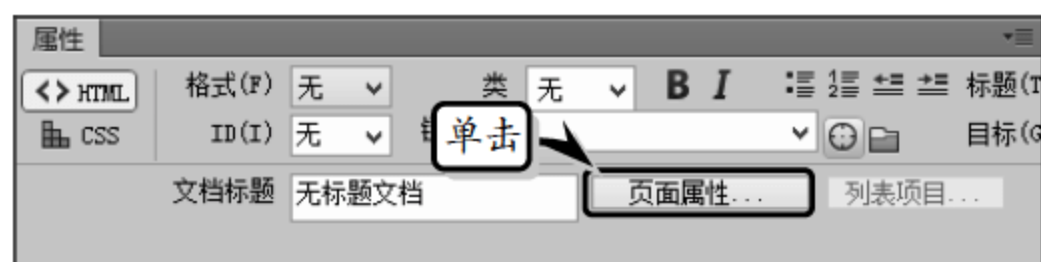 属性
<> HTML 格式(F) 无 类 无 B I 标题(T
CSS ID(I) 无 单击 目标(G
文档标题 无标题文档 页面属性... 列表项目...